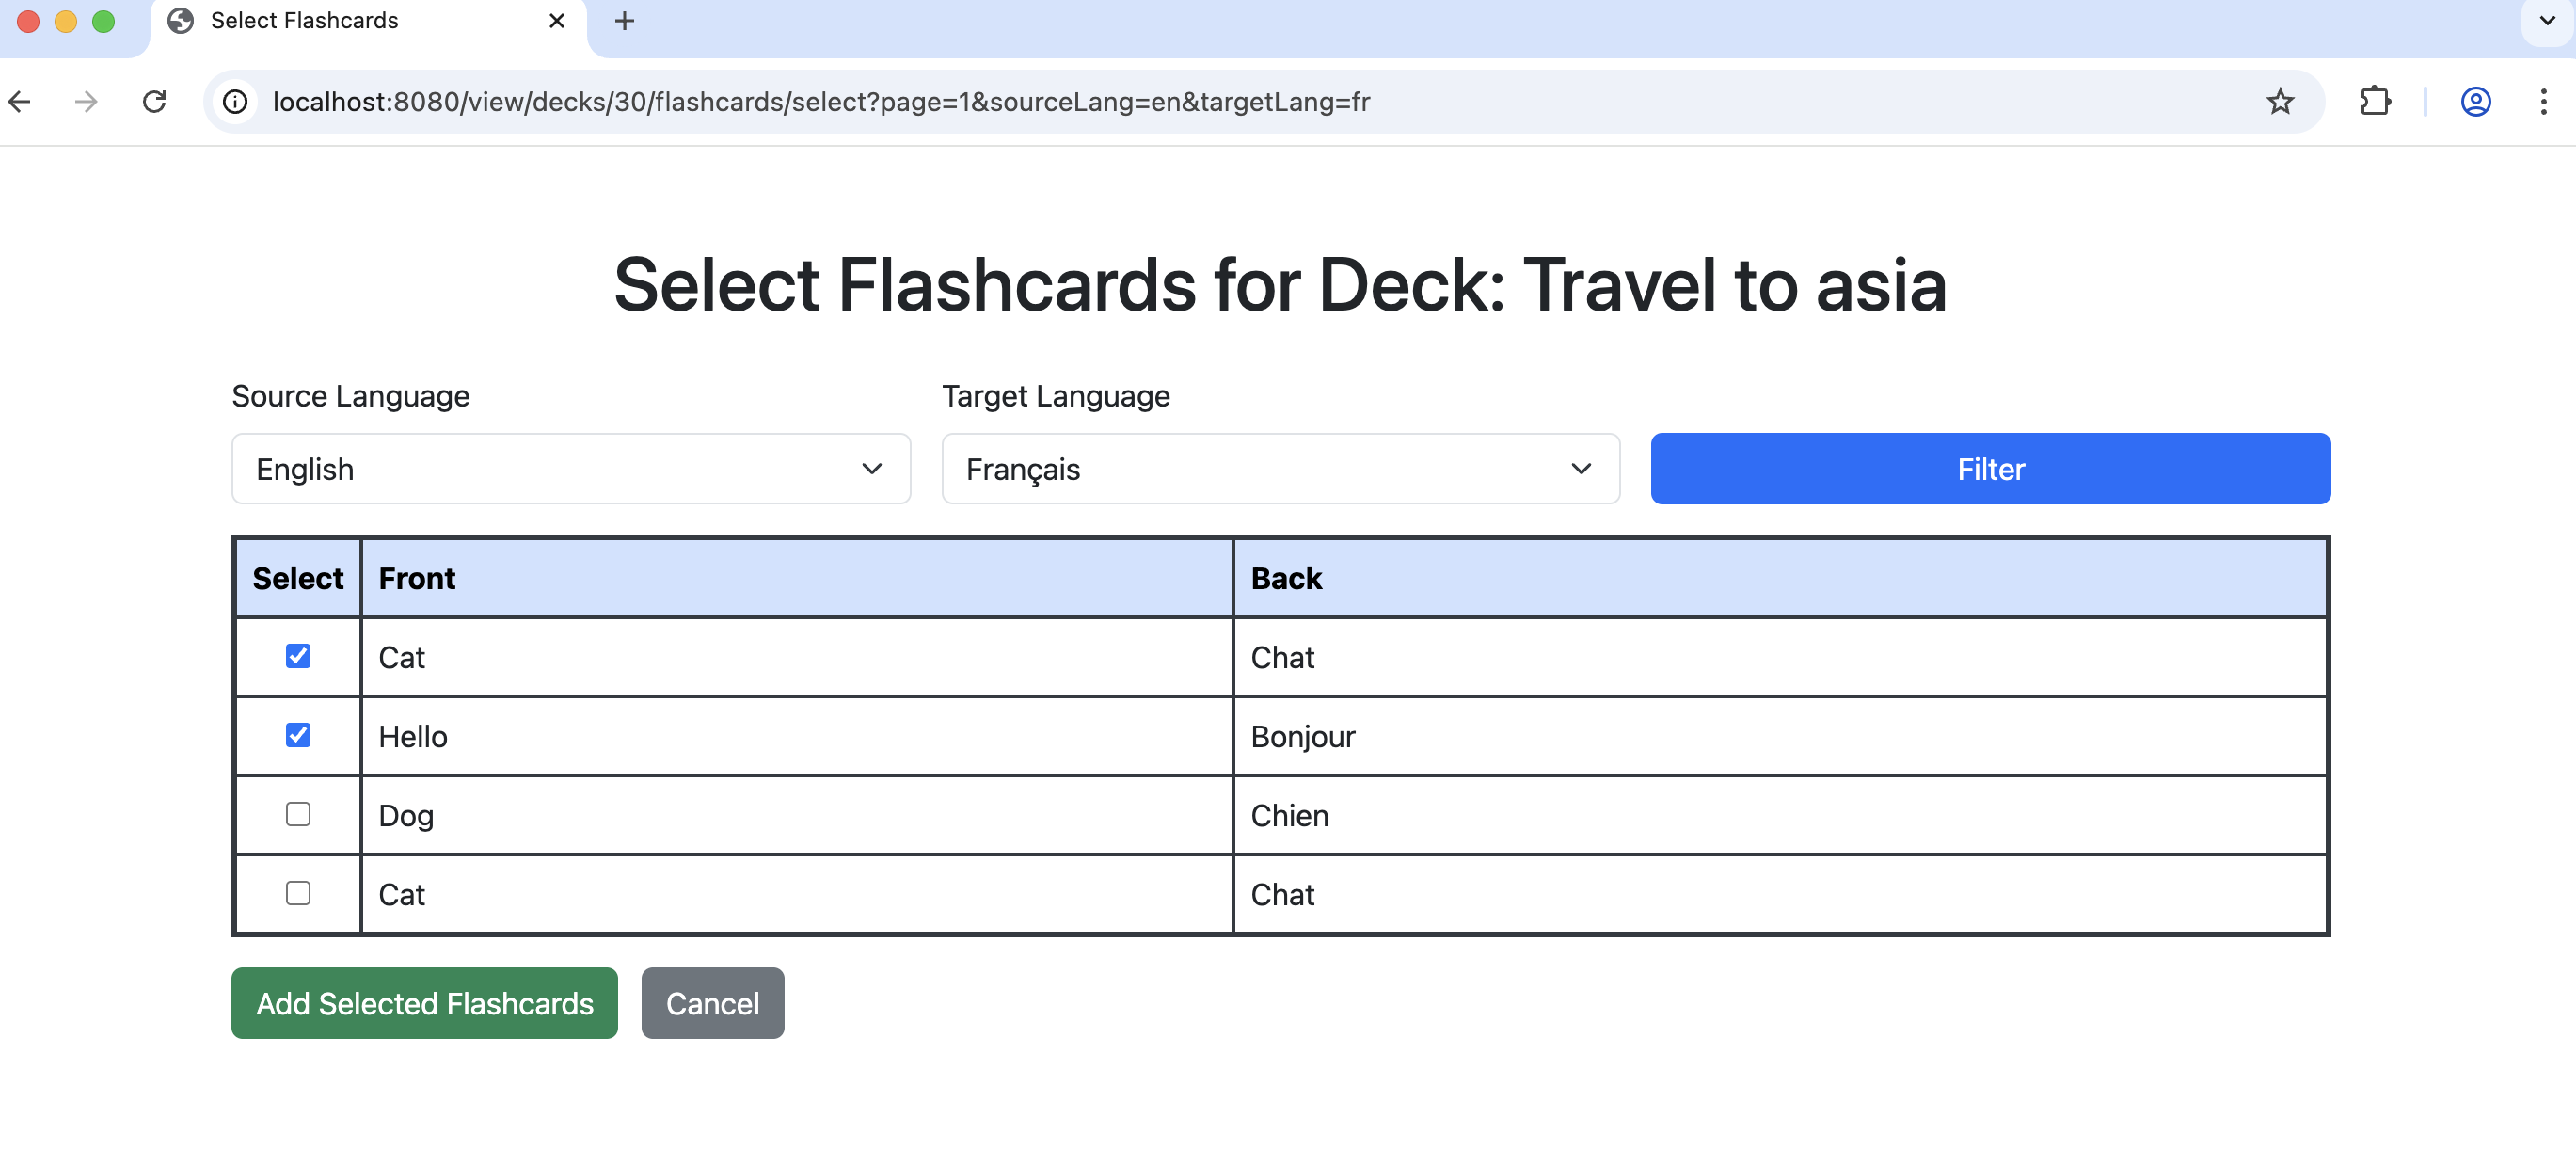 Select Flashcards
localhost:8080/view/decks/30/flashcards/select?page=1&sourceLang=en&targetLang=fr
Select Flashcards for Deck: Travel to asia
Source Language Target Language
English Français Filter
Select Front Back
Cat Chat
Hello Bonjour
Dog Chien
Cat Chat
Add Selected Flashcards Cancel